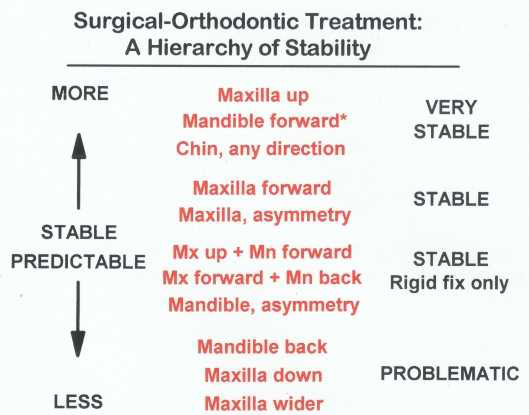 Surgical-Orthodontic Treatment:
A Hierarchy of Stability
MORE
Maxilla up
Mandible forward*
Chin, any direction
VERY
STABLE
Maxilla forward
Maxilla, asymmetry
STABLE
STABLE
PREDICTABLE
Mx up + Mn forward
Mx forward + Mn back
Mandible, asymmetry
STABLE
Rigid fix only
Mandible back
Maxilla down
Maxilla wider
PROBLEMATIC
LESS